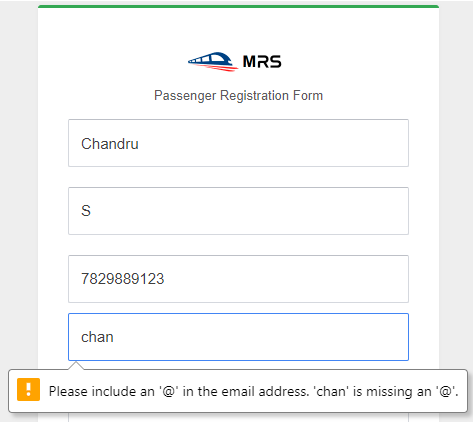 MRS
Passenger Registration Form
Chandru
S
7829889123
chan
Please include an '@' in the email address. 'chan' is missing an '@'.